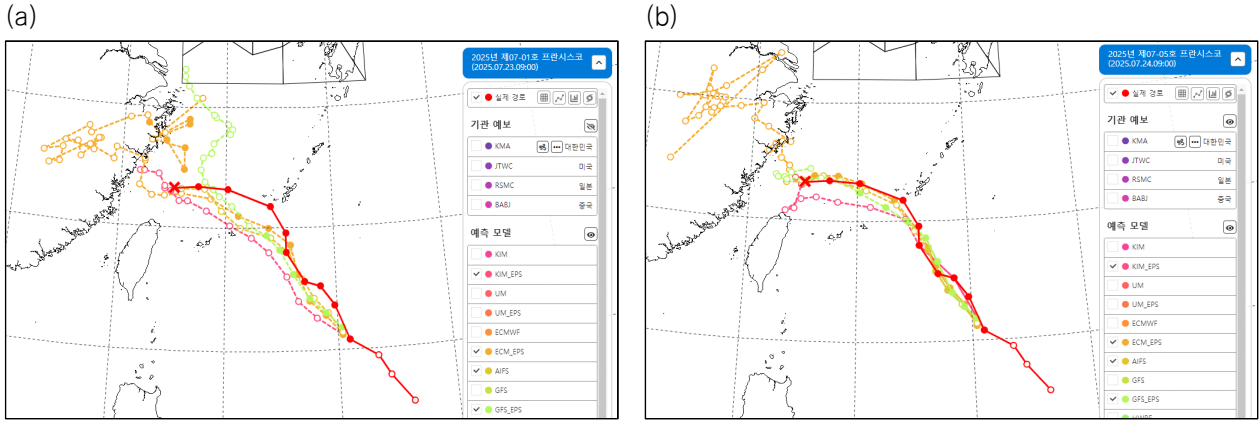 (a)
2025년 제07-01호 프란시스코
(2025.07.23.09:00)
실제 경로
기관 예보
KMA 대한민국
JTWC 미국
RSMC 일본
BABJ 중국
예측 모델
KIM
KIM_EPS
UM
UM_EPS
ECMWF
ECM_EPS
AIFS
GFS
GFS_EPS
(b)
2025년 제07-05호 프란시스코
(2025.07.24.09:00)
실제 경로
기관 예보
KMA 대한민국
JTWC 미국
RSMC 일본
BABJ 중국
예측 모델
KIM
KIM_EPS
UM
UM_EPS
ECMWF
ECM_EPS
AIFS
GFS
GFS_EPS